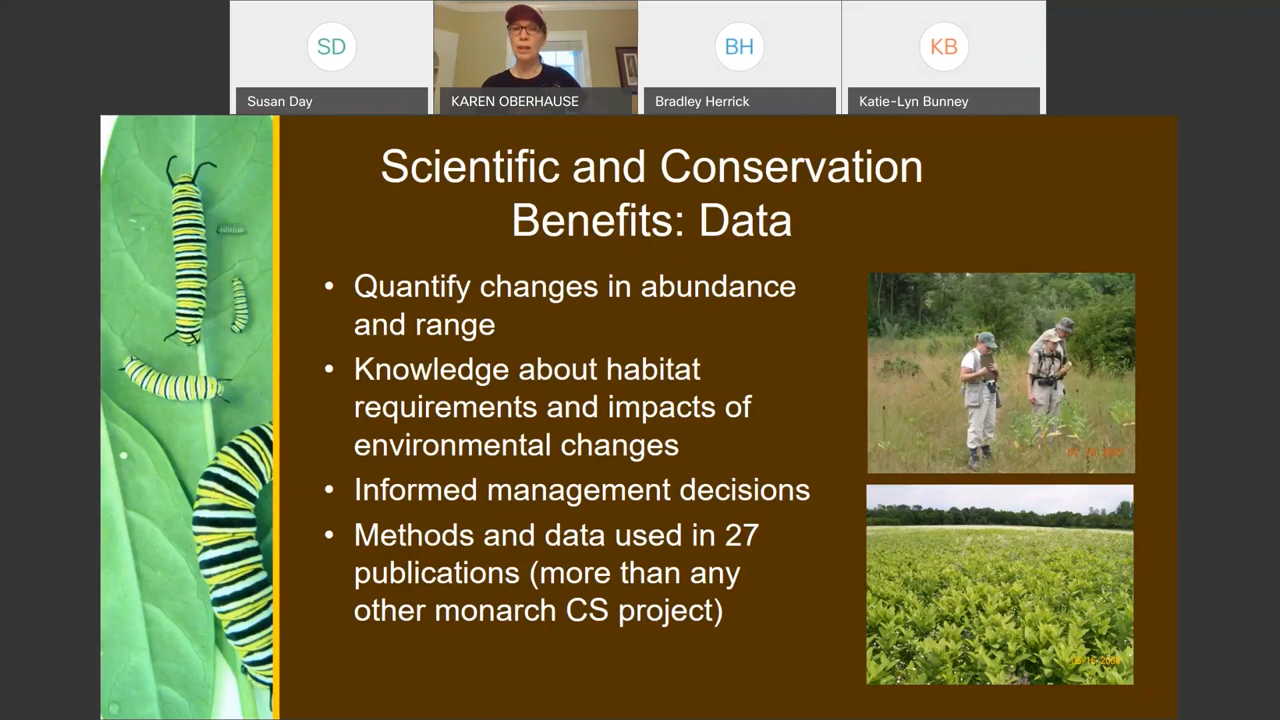 SD
BH
KB
Susan Day
KAREN OBERHAUSE
Bradley Herrick
Katie-Lyn Bunney
Scientific and Conservation
Benefits: Data
• Quantify changes in abundance
and range
• Knowledge about habitat
requirements and impacts of
environmental changes
• Informed management decisions
• Methods and data used in 27
publications (more than any
other monarch CS project)